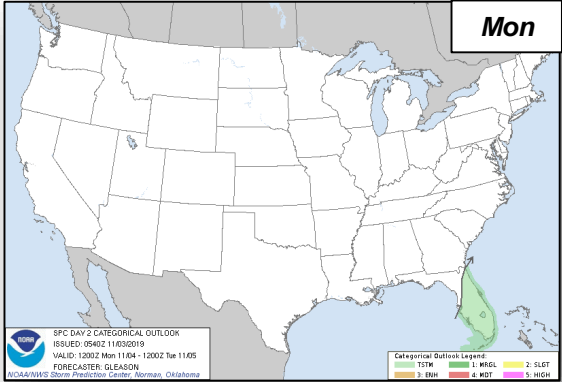 Mon
SPC DAY 2 CATEGORICAL OUTLOOK
ISSUED: 0540Z 11/03/2019
VALID: 1200Z Mon 11/04 - 1200Z Tue 11/05
FORECASTER: GLEASON
NOAA/NWS Storm Prediction Center, Norman, Oklahoma
NOAA
Categorical Outlook Legend:
TSTM 1: MRGL 2: SLGT
3: ENH 4: MDT 5: HIGH